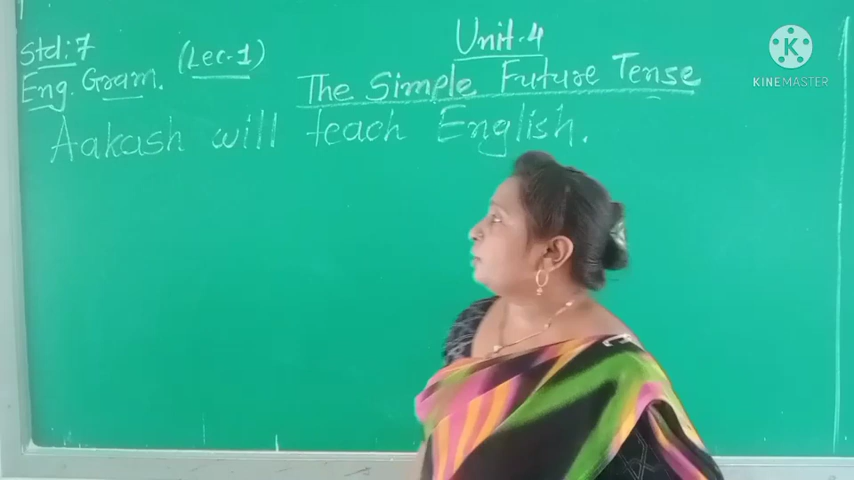 Std:7
(Lec-1)
Unit-4
Eng. Gram.
The Simple Future Tense
Aakash will teach English.
KINEMASTER